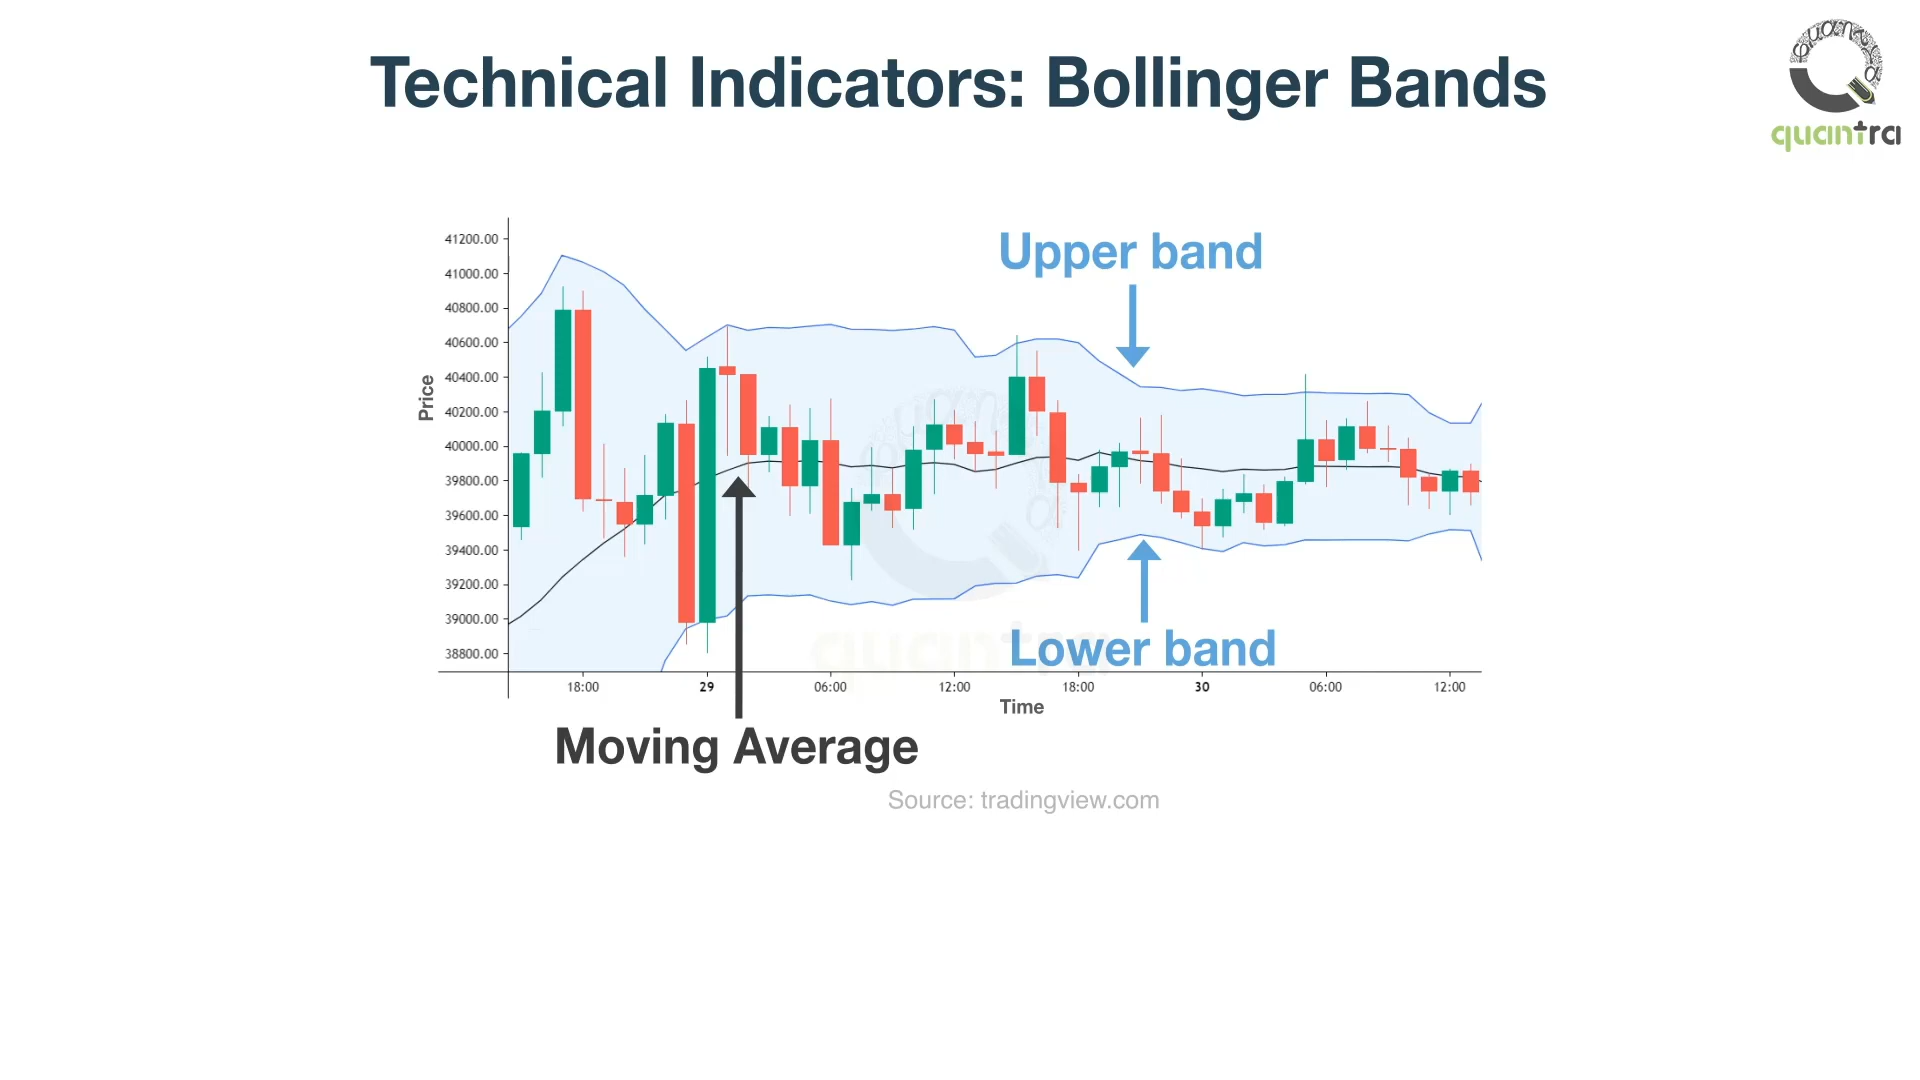 Technical Indicators: Bollinger Bands
quantra
Upper band
41200.00
41000.00
40800.00
40600.00
40400.00
40200.00
40000.00
39800.00
39600.00
39400.00
39200.00
39000.00
38800.00
Price
quantra
Lower band
18:00 29 06:00 12:00 18:00 30 06:00 12:00
Time
Moving Average
Source: tradingview.com